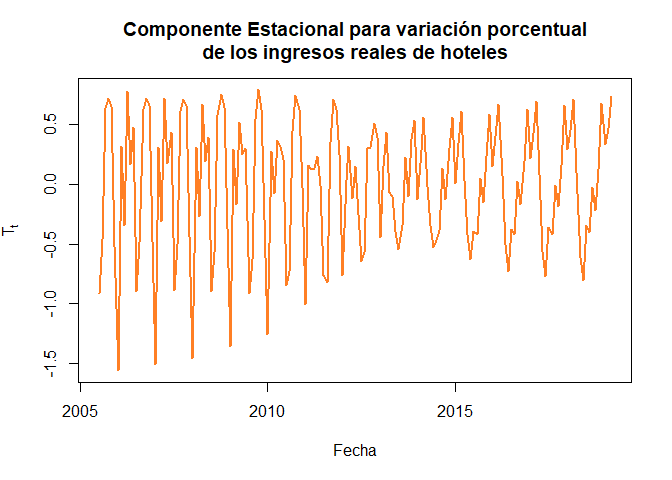 Componente Estacional para variación porcentual
de los ingresos reales de hoteles
0.5
0.0
-0.5
-1.0
-1.5
Tt
2005
2010
2015
Fecha